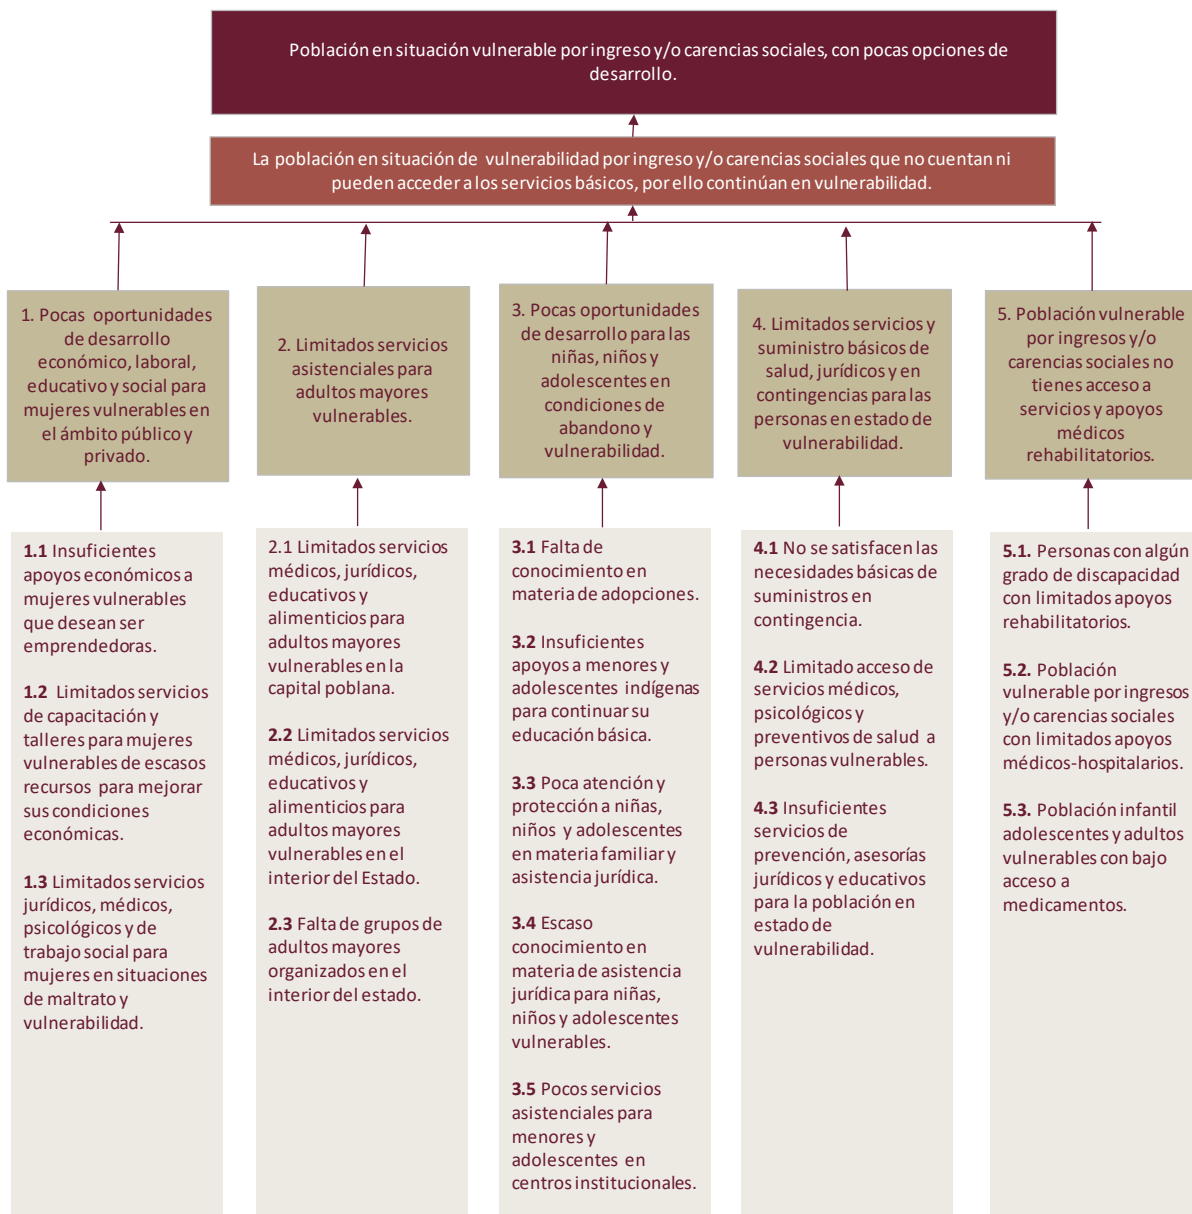 Población en situación vulnerable por ingreso y/o carencias sociales, con pocas opciones de
desarrollo.
La población en situación de vulnerabilidad por ingreso y/o carencias sociales que no cuentan ni
pueden acceder a los servicios básicos, por ello continúan en vulnerabilidad.
1. Pocas oportunidades
de desarrollo
económico, laboral,
educativo y social para
mujeres vulnerables en
el ámbito público y
privado.
2. Limitados servicios
asistenciales para
adultos mayores
vulnerables.
3. Pocas oportunidades
de desarrollo para las
niñas, niños y
adolescentes en
condiciones de
abandono y
vulnerabilidad.
4. Limitados servicios y
suministro básicos de
salud, jurídicos y en
contingencias para las
personas en estado de
vulnerabilidad.
5. Población vulnerable
por ingresos y/o
carencias sociales no
tienes acceso a
servicios y apoyos
médicos
rehabilitatorios.
1.1 Insuficientes
apoyos económicos a
mujeres vulnerables
que desean ser
emprendedoras.
1.2 Limitados servicios
de capacitación y
talleres para mujeres
vulnerables de escasos
recursos para mejorar
sus condiciones
económicas.
1.3 Limitados servicios
jurídicos, médicos,
psicológicos y de
trabajo social para
mujeres en situaciones
de maltrato y
vulnerabilidad.
2.1 Limitados servicios
médicos, jurídicos,
educativos y
alimenticios para
adultos mayores
vulnerables en la
capital poblana.
2.2 Limitados servicios
médicos, jurídicos,
educativos y
alimenticios para
adultos mayores
vulnerables en el
interior del Estado.
2.3 Falta de grupos de
adultos mayores
organizados en el
interior del estado.
3.1 Falta de
conocimiento en
materia de adopciones.
3.2 Insuficientes
apoyos a menores y
adolescentes indígenas
para continuar su
educación básica.
3.3 Poca atención y
protección a niñas,
niños y adolescentes
en materia familiar y
asistencia jurídica.
3.4 Escaso
conocimiento en
materia de asistencia
jurídica para niñas,
niños y adolescentes
vulnerables.
3.5 Pocos servicios
asistenciales para
menores y
adolescentes en
centros institucionales.
4.1 No se satisfacen las
necesidades básicas de
suministros en
contingencia.
4.2 Limitado acceso de
servicios médicos,
psicológicos y
preventivos de salud a
personas vulnerables.
4.3 Insuficientes
servicios de
prevención, asesorías
jurídicos y educativos
para la población en
estado de
vulnerabilidad.
5.1. Personas con algún
grado de discapacidad
con limitados apoyos
rehabilitatorios.
5.2. Población
vulnerable por ingresos
y/o carencias sociales
con limitados apoyos
médicos-hospitalarios.
5.3. Población infantil
adolescentes y adultos
vulnerables con bajo
acceso a
medicamentos.